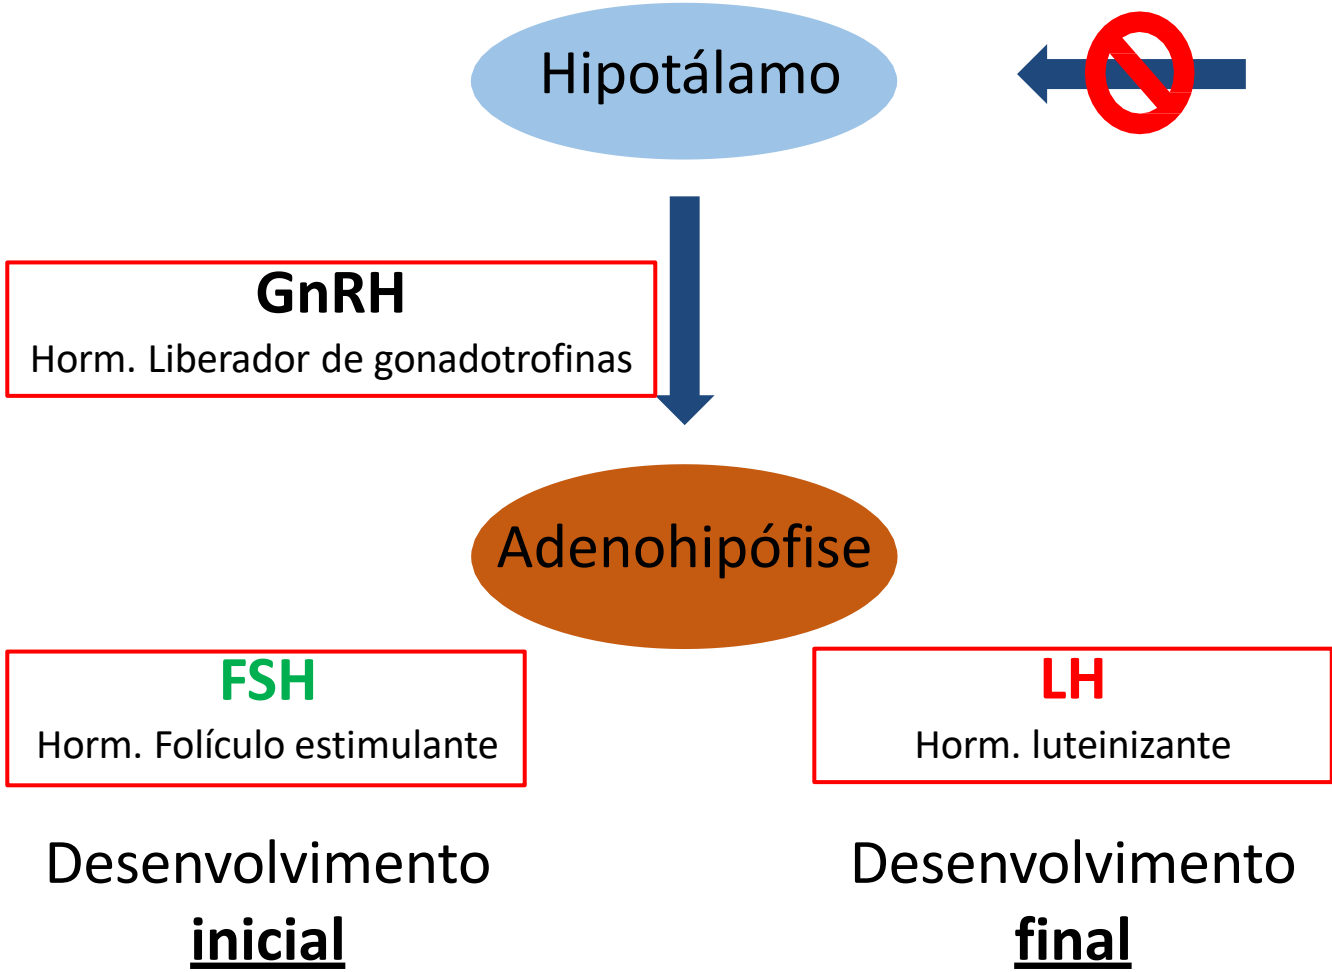 Hipotálamo
GnRH
Horm. Liberador de gonadotrofinas
Adenohipófise
FSH
Horm. Folículo estimulante
LH
Horm. luteinizante
Desenvolvimento
inicial
Desenvolvimento
final